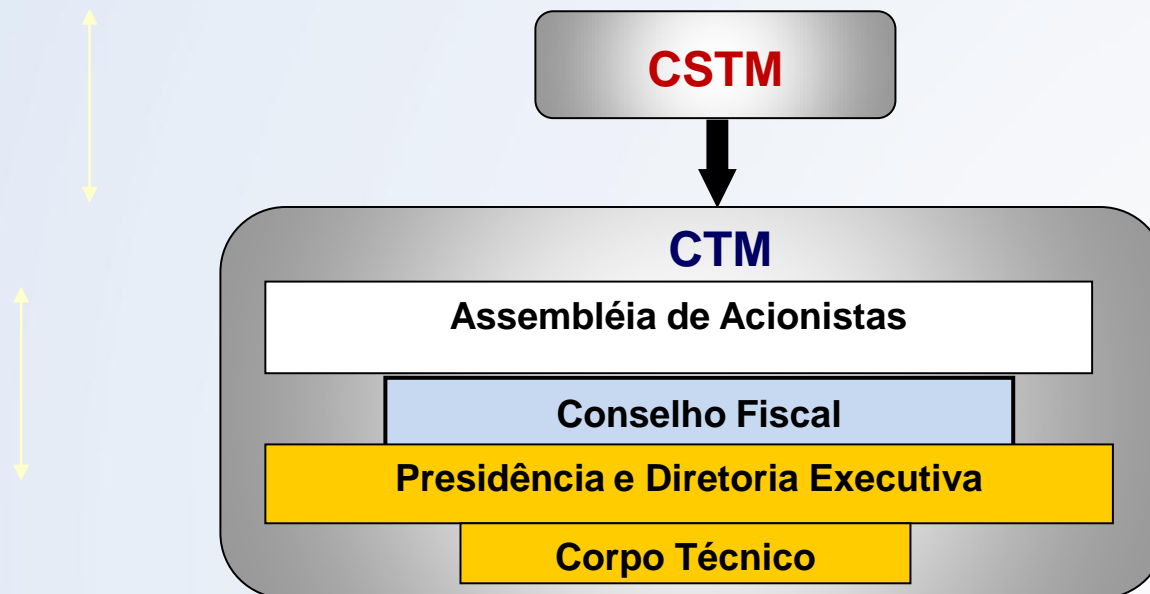 CSTM
CTM
Assembléia de Acionistas
Conselho Fiscal
Presidência e Diretoria Executiva
Corpo Técnico